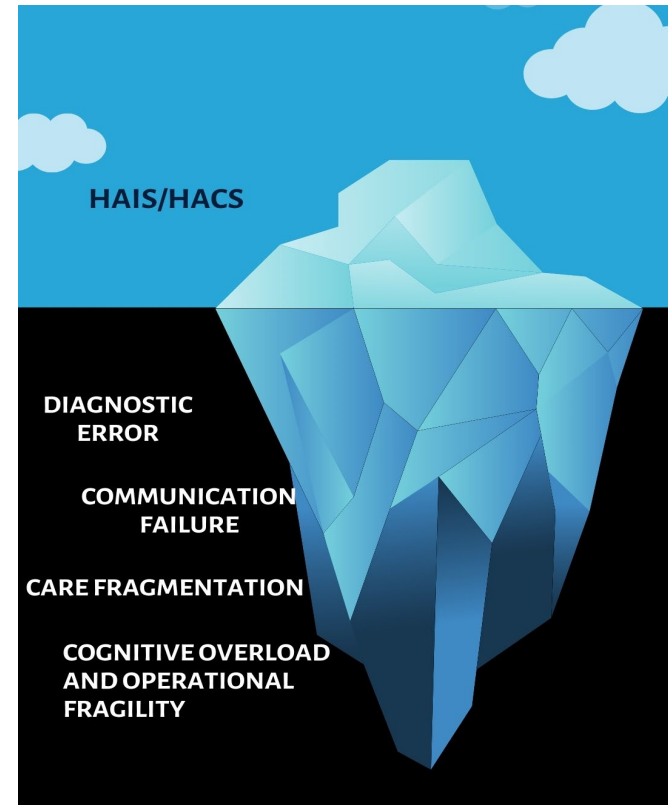 HAIS/HACS
DIAGNOSTIC
ERROR
COMMUNICATION
FAILURE
CARE FRAGMENTATION
COGNITIVE OVERLOAD
AND OPERATIONAL
FRAGILITY